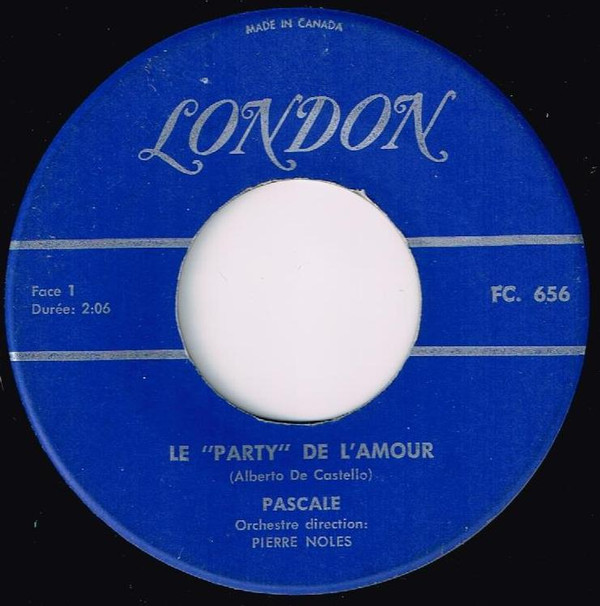 MADE IN CANADA
LONDON
Face 1
Durée: 2:06
FC. 656
LE "PARTY" DE L'AMOUR
(Alberto De Castello)
PASCALE
Orchestre direction:
PIERRE NOLES